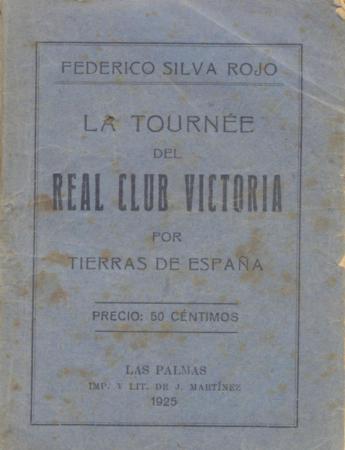 FEDERICO SILVA ROJO
LA TOURNÉE
DEL
REAL CLUB VICTORIA
POR
TIERRAS DE ESPAÑA
PRECIO: 50 CÉNTIMOS
LAS PALMAS
IMP. Y LIT. DE J. MARTÍNEZ
1925